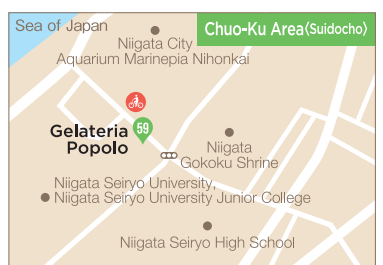 Sea of Japan
Chuo-Ku Area(Suidocho)
Niigata City
Aquarium Marinepia Nihonkai
59
Gelateria
Popolo
Niigata
Gokoku Shrine
Niigata Seiryo University,
Niigata Seiryo University Junior College
Niigata Seiryo High School